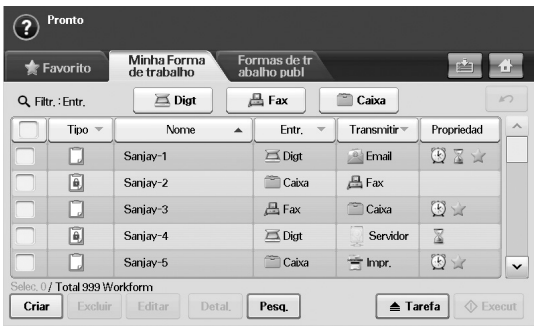 Pronto
Favorito
Minha Forma
de trabalho
Formas de tr
abalho publ
Filtr. : Entr.
Digt
Fax
Caixa
Tipo
Nome
Entr.
Transmitir
Propriedad
Sanjay-1 Digt Email
Sanjay-2 Caixa Fax
Sanjay-3 Fax Caixa
Sanjay-4 Digt Servidor
Sanjay-5 Caixa Impr.
Selec. 0 / Total 999 Workform
Criar
Excluir
Editar
Detal.
Pesq.
Tarefa
Execut